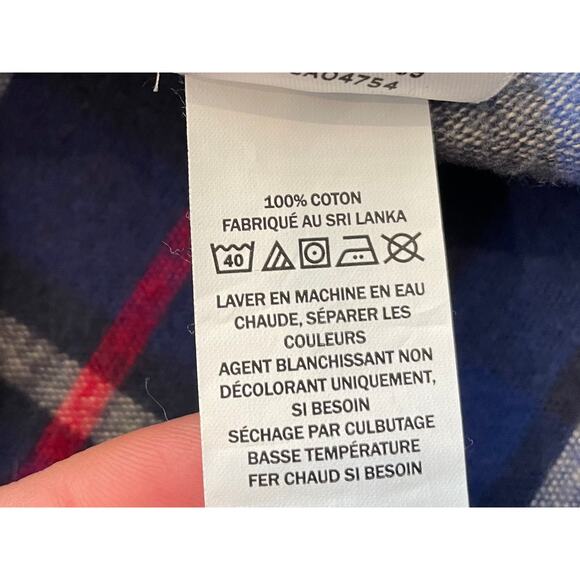 CA04754
100% COTON
FABRIQUÉ AU SRI LANKA
40
LAVER EN MACHINE EN EAU
CHAUDE, SÉPARER LES
COULEURS
AGENT BLANCHISSANT NON
DÉCOLORANT UNIQUEMENT,
SI BESOIN
SÉCHAGE PAR CULBUTAGE
BASSE TEMPÉRATURE
FER CHAUD SI BESOIN